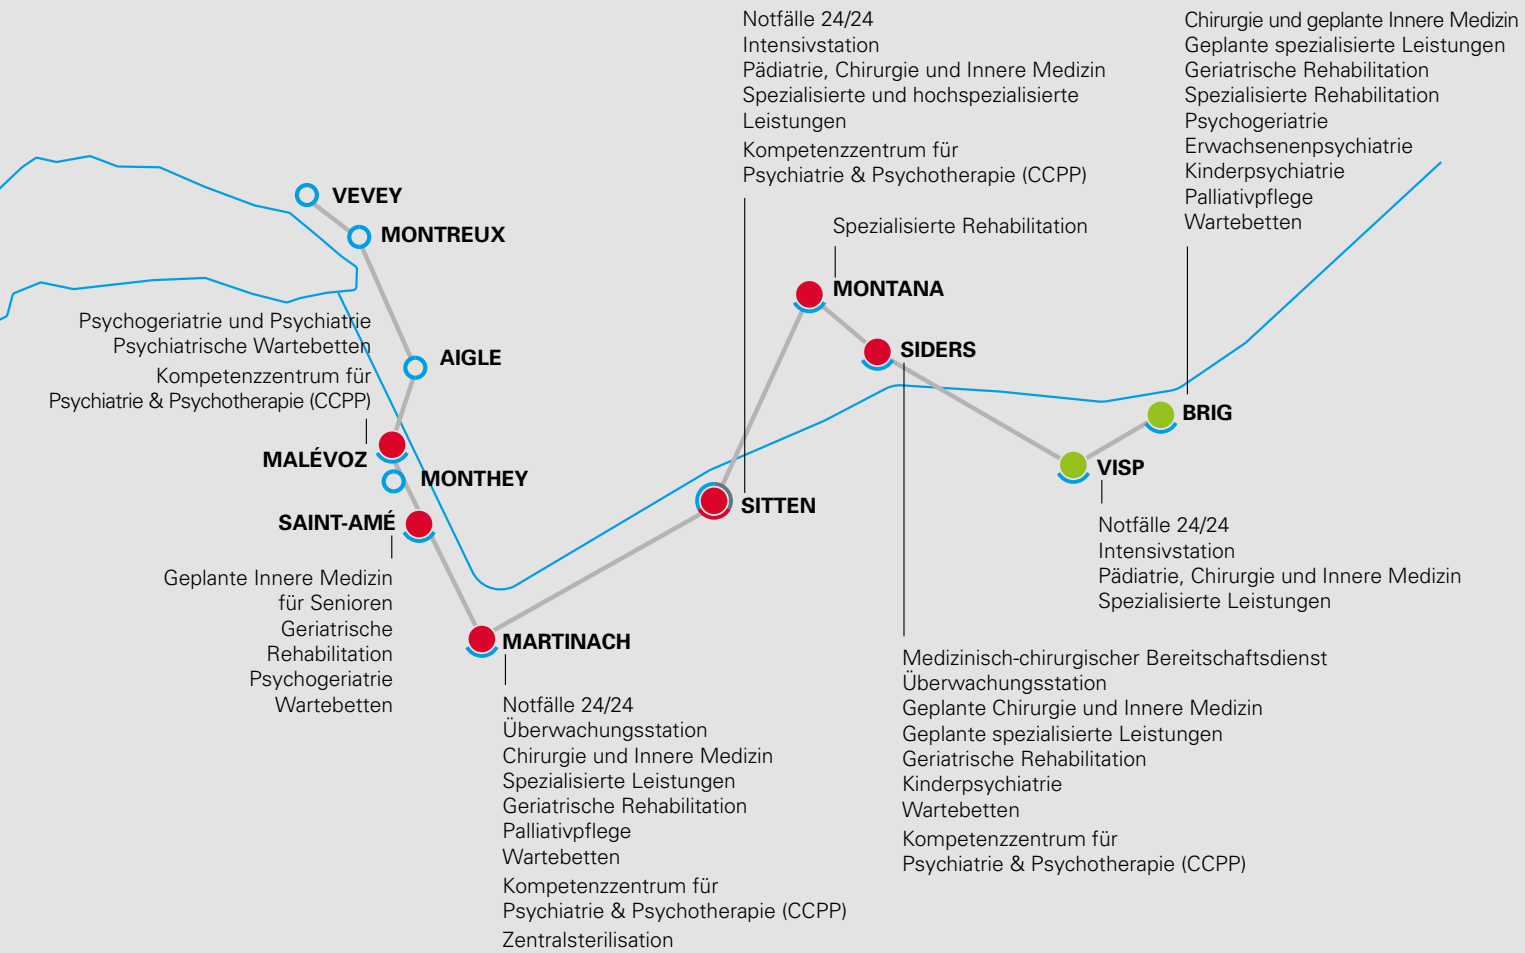 Notfälle 24/24
Intensivstation
Pädiatrie, Chirurgie und Innere Medizin
Spezialisierte und hochspezialisierte
Leistungen
Kompetenzzentrum für
Psychiatrie & Psychotherapie (CCPP)
Chirurgie und geplante Innere Medizin
Geplante spezialisierte Leistungen
Geriatrische Rehabilitation
Spezialisierte Rehabilitation
Psychogeriatrie
Erwachsenenpsychiatrie
Kinderpsychiatrie
Palliativpflege
Wartebetten
VEVEY
MONTREUX
Spezialisierte Rehabilitation
MONTANA
Psychogeriatrie und Psychiatrie
Psychiatrische Wartebetten
Kompetenzzentrum für
Psychiatrie & Psychotherapie (CCPP)
AIGLE
SIDERS
BRIG
MALÉVOZ
MONTHEY
VISP
SITTEN
SAINT-AMÉ
Notfälle 24/24
Intensivstation
Pädiatrie, Chirurgie und Innere Medizin
Spezialisierte Leistungen
Geplante Innere Medizin
für Senioren
Geriatrische
Rehabilitation
Psychogeriatrie
Wartebetten
MARTINACH
Notfälle 24/24
Überwachungsstation
Chirurgie und Innere Medizin
Spezialisierte Leistungen
Geriatrische Rehabilitation
Palliativpflege
Wartebetten
Kompetenzzentrum für
Psychiatrie & Psychotherapie (CCPP)
Zentralsterilisation
Medizinisch-chirurgischer Bereitschaftsdienst
Überwachungsstation
Geplante Chirurgie und Innere Medizin
Geplante spezialisierte Leistungen
Geriatrische Rehabilitation
Kinderpsychiatrie
Wartebetten
Kompetenzzentrum für
Psychiatrie & Psychotherapie (CCPP)